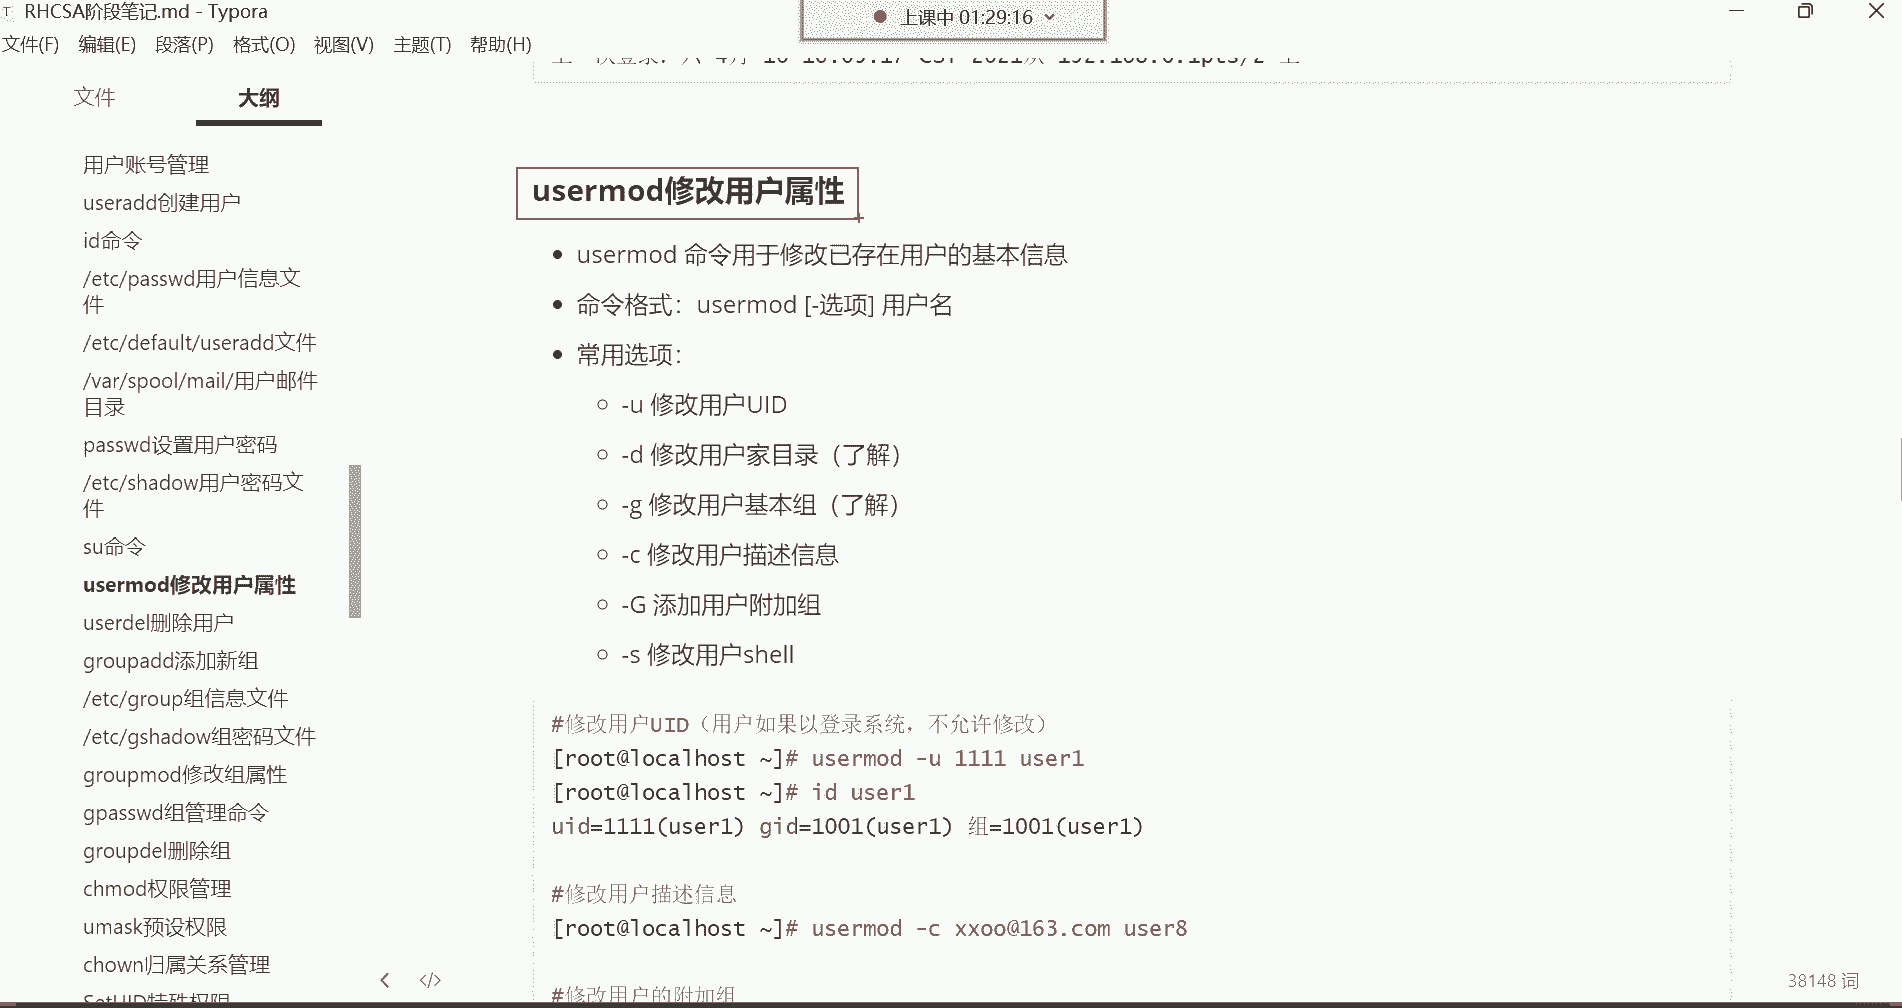 RHCSA阶段笔记.md - Typora
上课中 01:29:16
文件(F) 编辑(E) 段落(P) 格式(O) 视图(V) 主题(T) 帮助(H)
文件 大纲
用户账号管理
useradd创建用户
id命令
/etc/passwd用户信息文
件
/etc/default/useradd文件
/var/spool/mail/用户邮件
目录
passwd设置用户密码
/etc/shadow用户密码文
件
su命令
usermod修改用户属性
userdel删除用户
groupadd添加新组
/etc/group组信息文件
/etc/gshadow组密码文件
groupmod修改组属性
gpasswd组管理命令
groupdel删除组
chmod权限管理
umask预设权限
chown归属关系管理
SetUID特殊权限
usermod修改用户属性
usermod 命令用于修改已存在用户的基本信息
命令格式：usermod [-选项] 用户名
常用选项：
-u 修改用户UID
-d 修改用户家目录（了解）
-g 修改用户基本组（了解）
-c 修改用户描述信息
-G 添加用户附加组
-s 修改用户shell
#修改用户UID（用户如果以登录系统，不允许修改）
[root@localhost ~]# usermod -u 1111 user1
[root@localhost ~]# id user1
uid=1111(user1) gid=1001(user1) 组=1001(user1)
#修改用户描述信息
[root@localhost ~]# usermod -c xxoo@163.com user8
#修改用户的附加组
38148 词